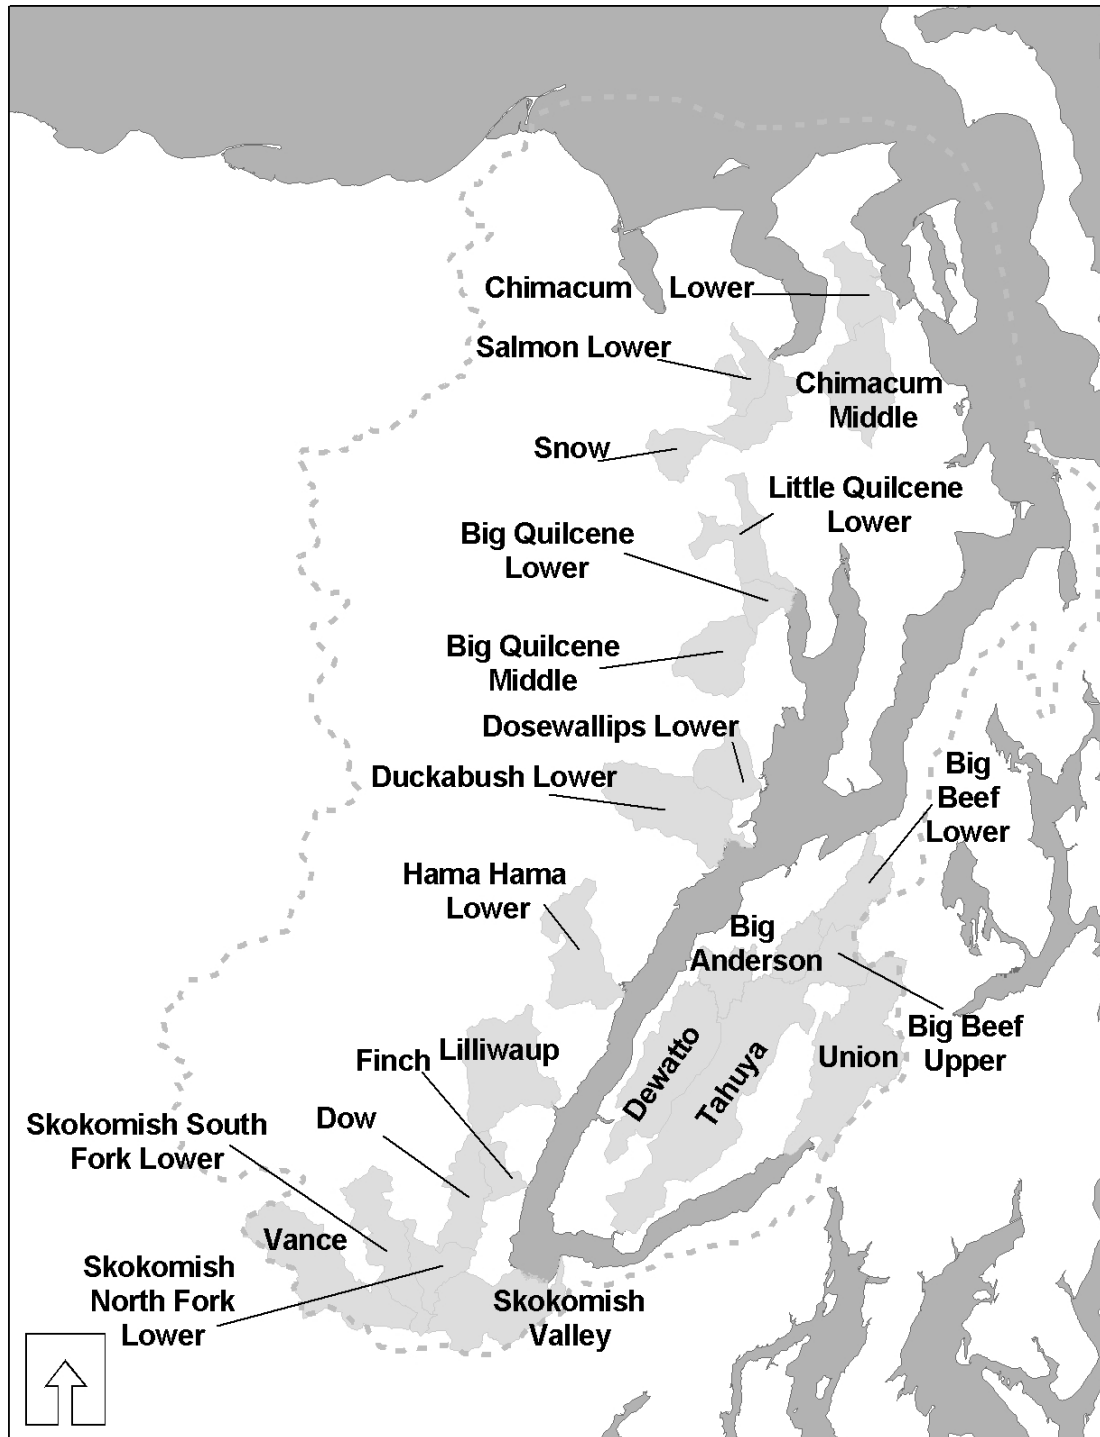 Chimacum Lower
Salmon Lower
Chimacum
Middle
Snow
Little Quilcene
Lower
Big Quilcene
Lower
Big Quilcene
Middle
Dosewallips Lower
Duckabush Lower
Big
Beef
Lower
Hama Hama
Lower
Big
Anderson
Big Beef
Upper
Union
Dewatto
Tahuya
Lilliwaup
Finch
Dow
Skokomish South
Fork Lower
Vance
Skokomish
North Fork
Lower
Skokomish
Valley